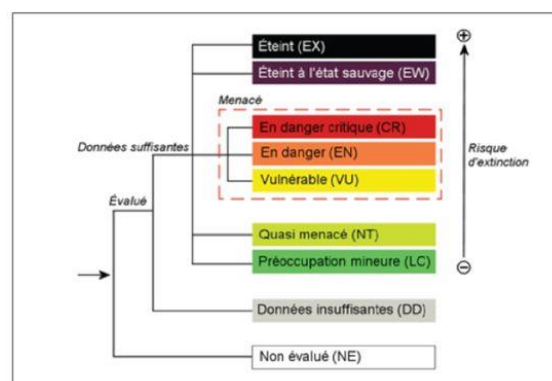 Éteint (EX)
Éteint à l'état sauvage (EW)
Menacé
En danger critique (CR)
Données suffisantes
En danger (EN)
Risque
d'extinction
Vulnérable (VU)
Évalué
Quasi menacé (NT)
Préoccupation mineure (LC)
Données insuffisantes (DD)
Non évalué (NE)